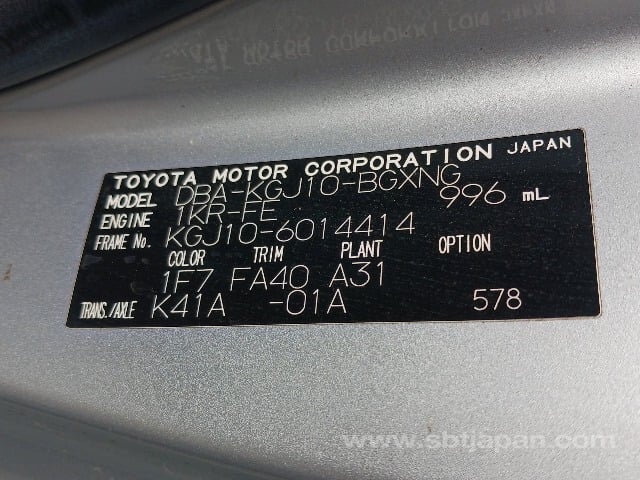 TOYOTA MOTOR CORPORATION JAPAN
MODEL DBA-KGJ10-BGXNG
ENGINE 1KR-FE 996 mL
FRAME No. KGJ10-6014414
COLOR TRIM PLANT OPTION
1F7 FA40 A31
TRANS./AXLE K41A -01A 578
www.sbtjapan.com